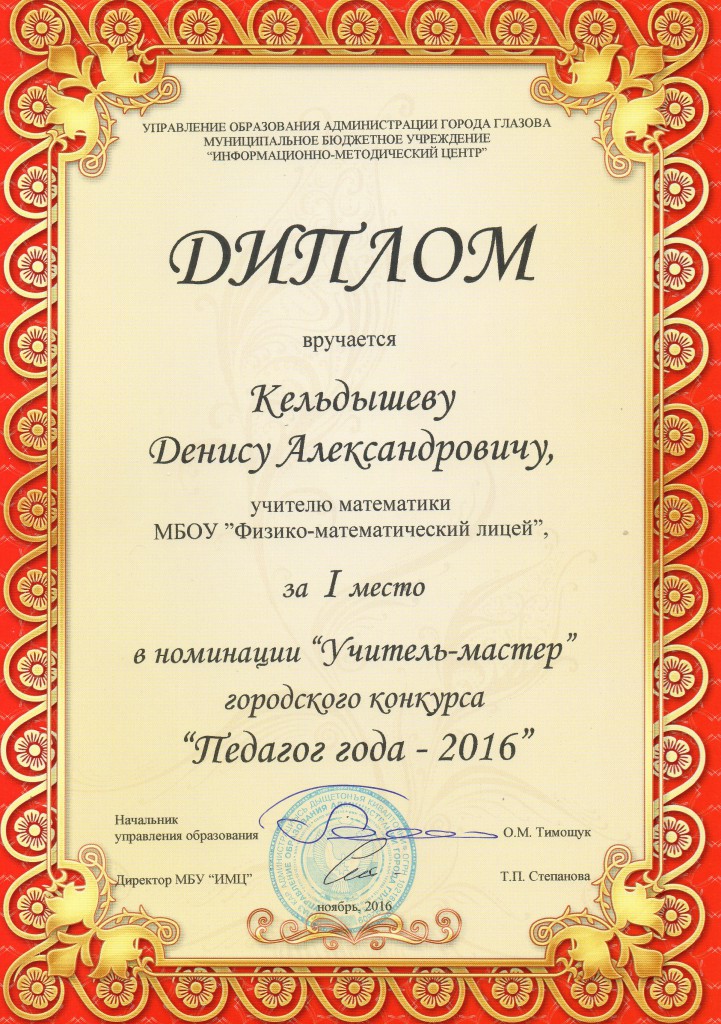 УПРАВЛЕНИЕ ОБРАЗОВАНИЯ АДМИНИСТРАЦИИ ГОРОДА ГЛАЗОВА
МУНИЦИПАЛЬНОЕ БЮДЖЕТНОЕ УЧРЕЖДЕНИЕ
“ИНФОРМАЦИОННО-МЕТОДИЧЕСКИЙ ЦЕНТР”
ДИПЛОМ
вручается
Кельдышеву
Денису Александровичу,
учителю математики
МБОУ ”Физико-математический лицей”,
за I место
в номинации “Учитель-мастер”
городского конкурса
“Педагог года - 2016”
Начальник
управления образования О.М. Тимощук
Директор МБУ “ИМЦ” Т.П. Степанова
ноябрь, 2016